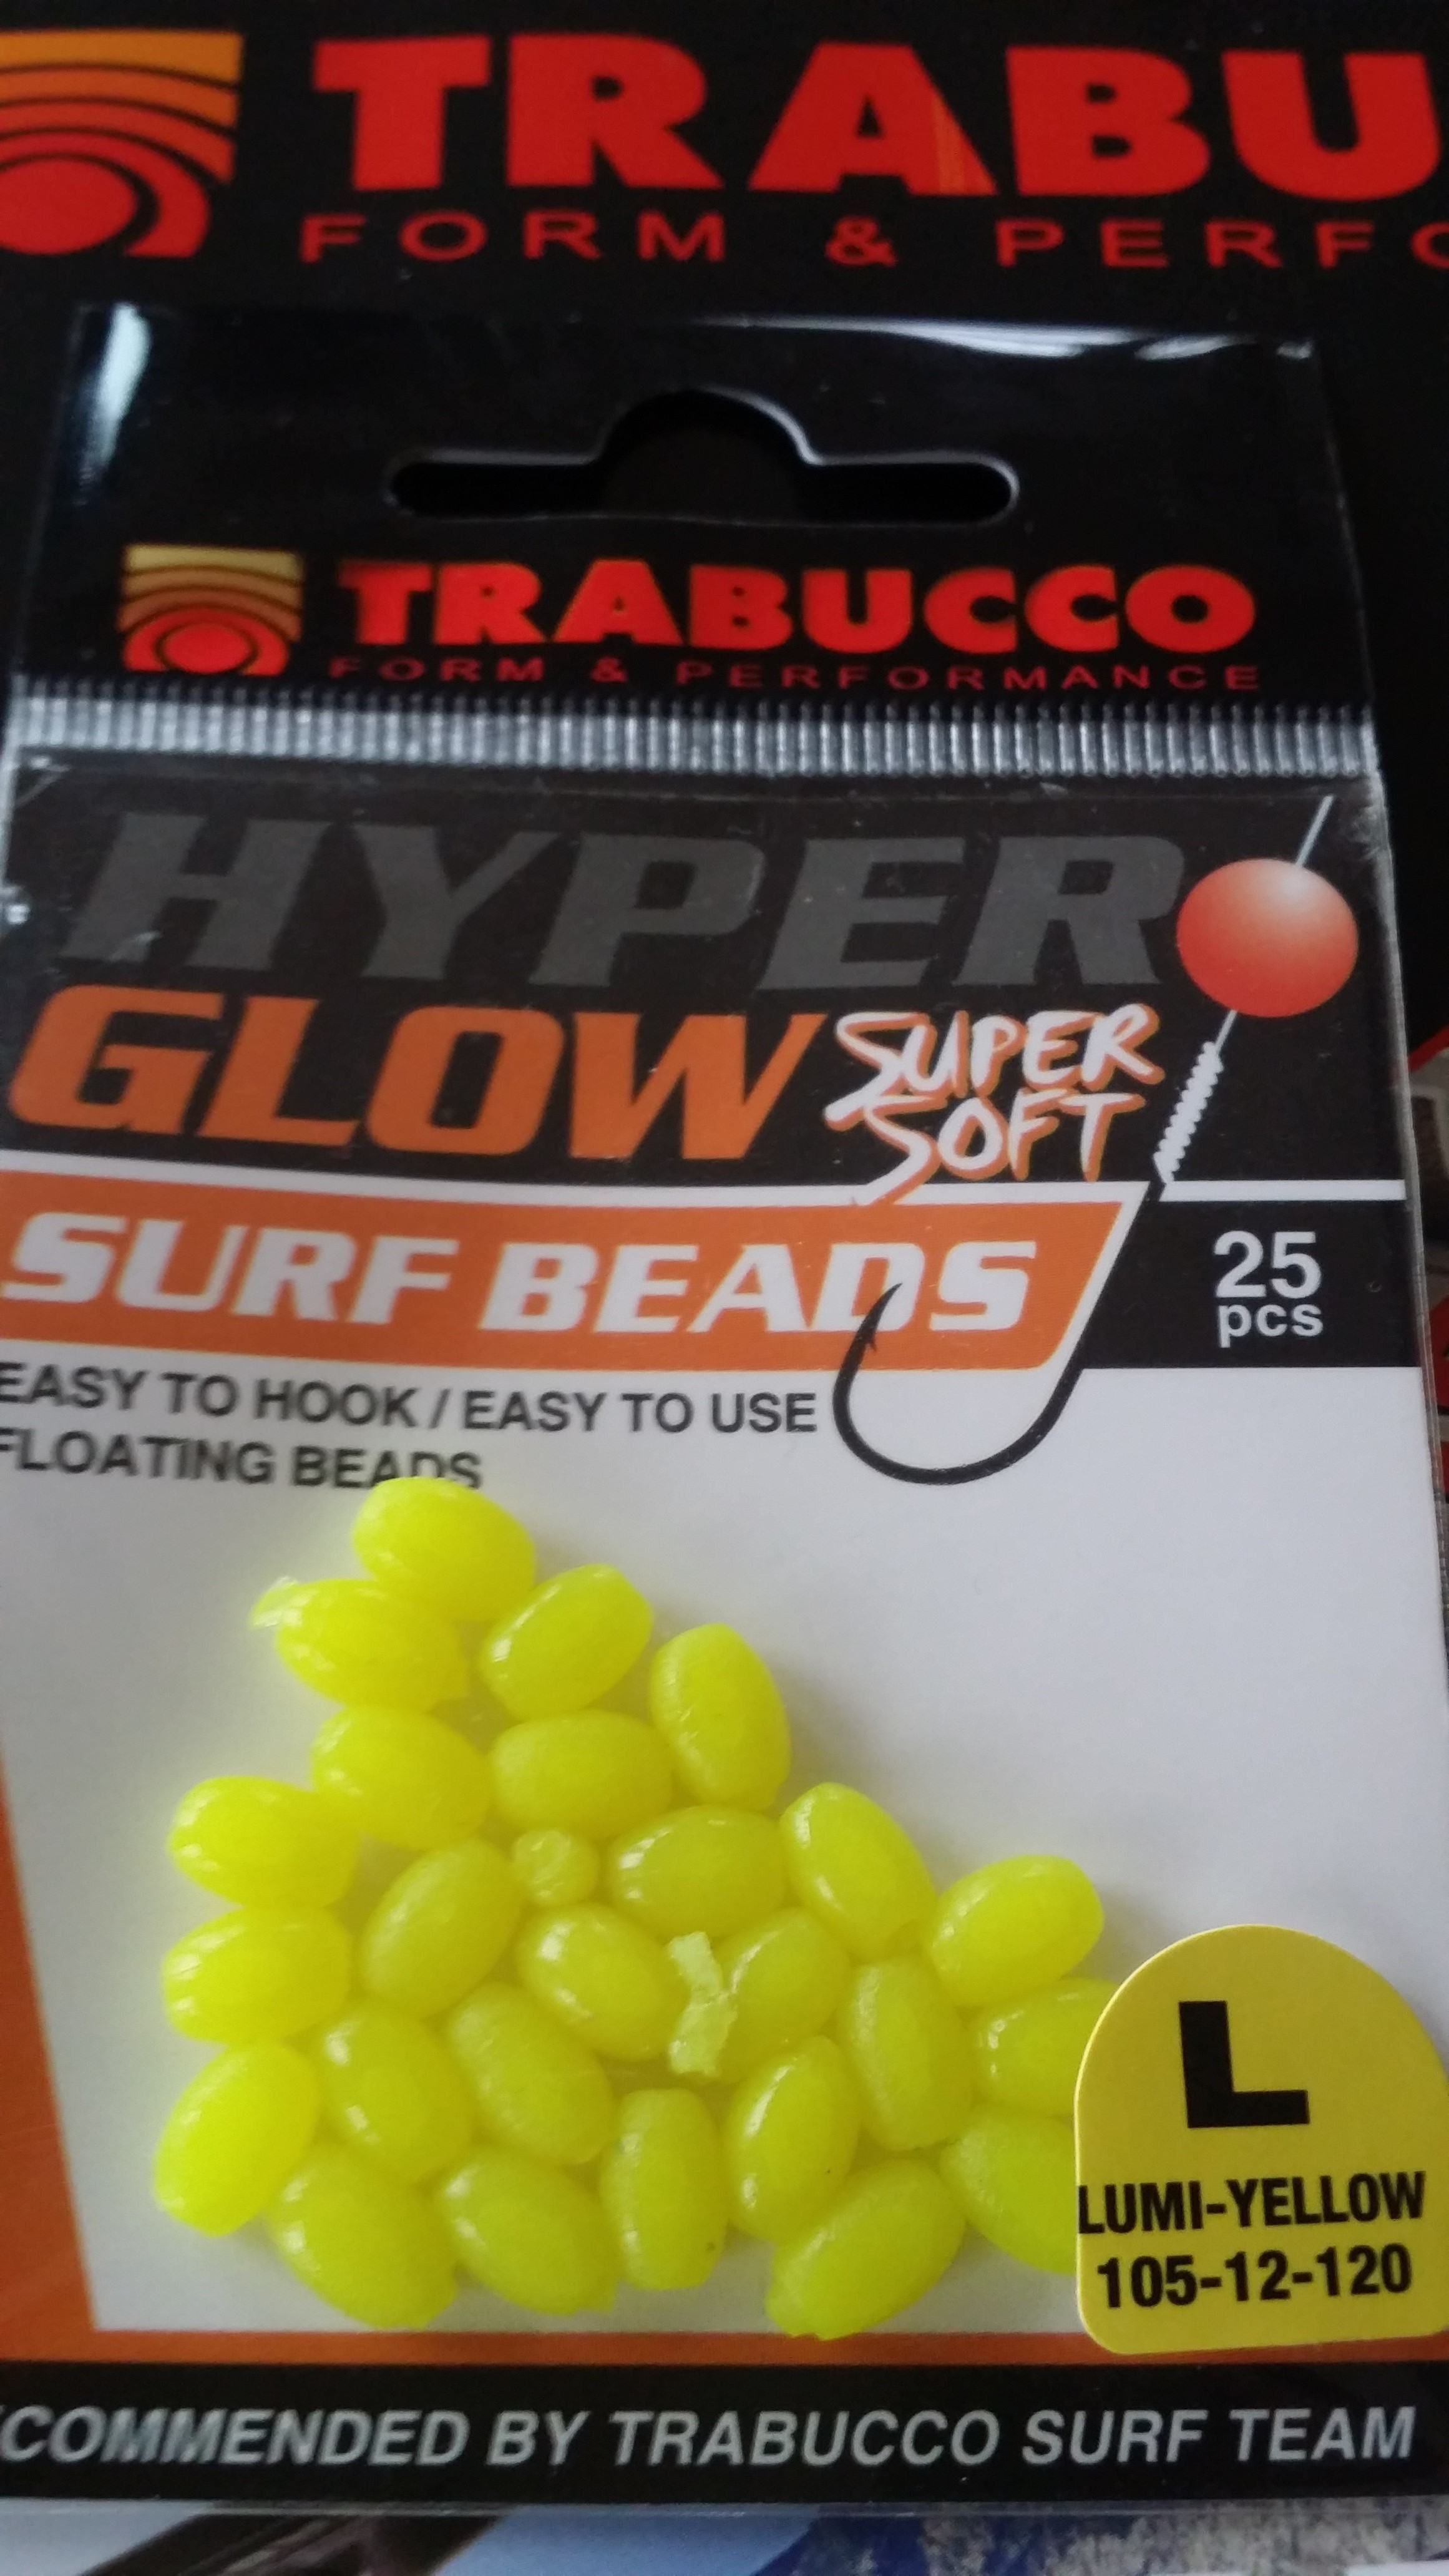 TRABU
FORM & PERFO
TRABUCCO
FORM & PERFORMANCE
HYPER
GLOW SUPER
SOFT
SURF BEADS
25
pcs
EASY TO HOOK / EASY TO USE
FLOATING BEADS
L
LUMI-YELLOW
105-12-120
COMMENDED BY TRABUCCO SURF TEAM